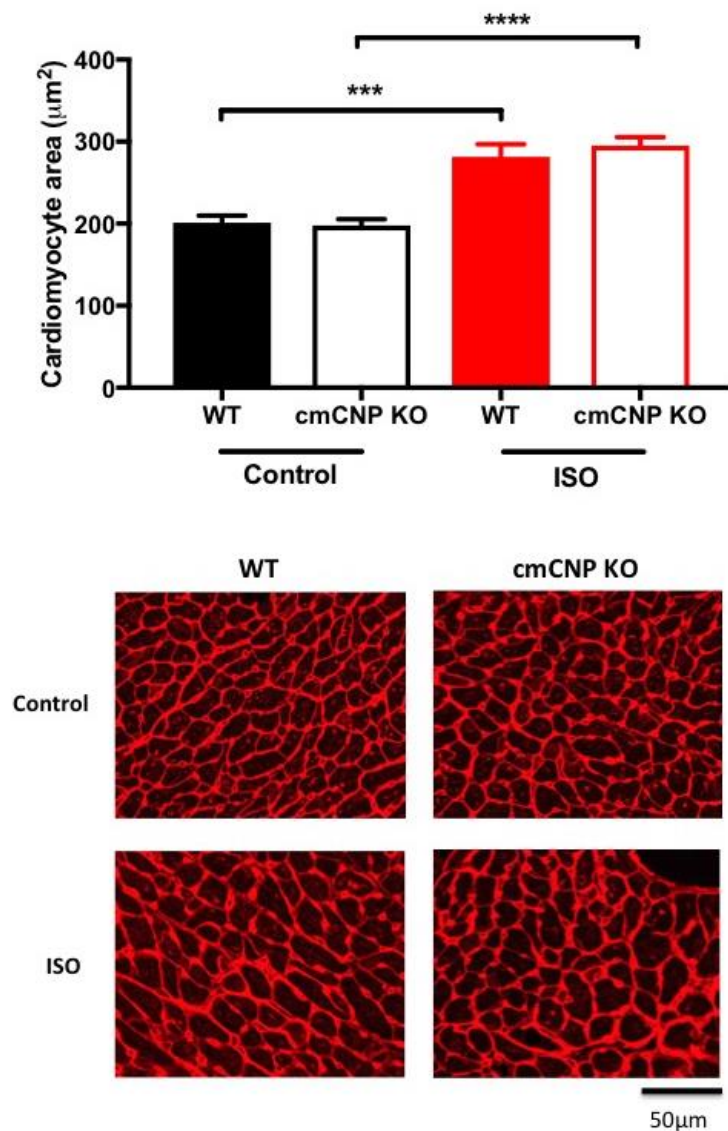 ****
400
***
300
200
100
0
Cardiomyocyte area (μm²)
WT cmCNP KO WT cmCNP KO
Control ISO
WT cmCNP KO
Control
ISO
50μm